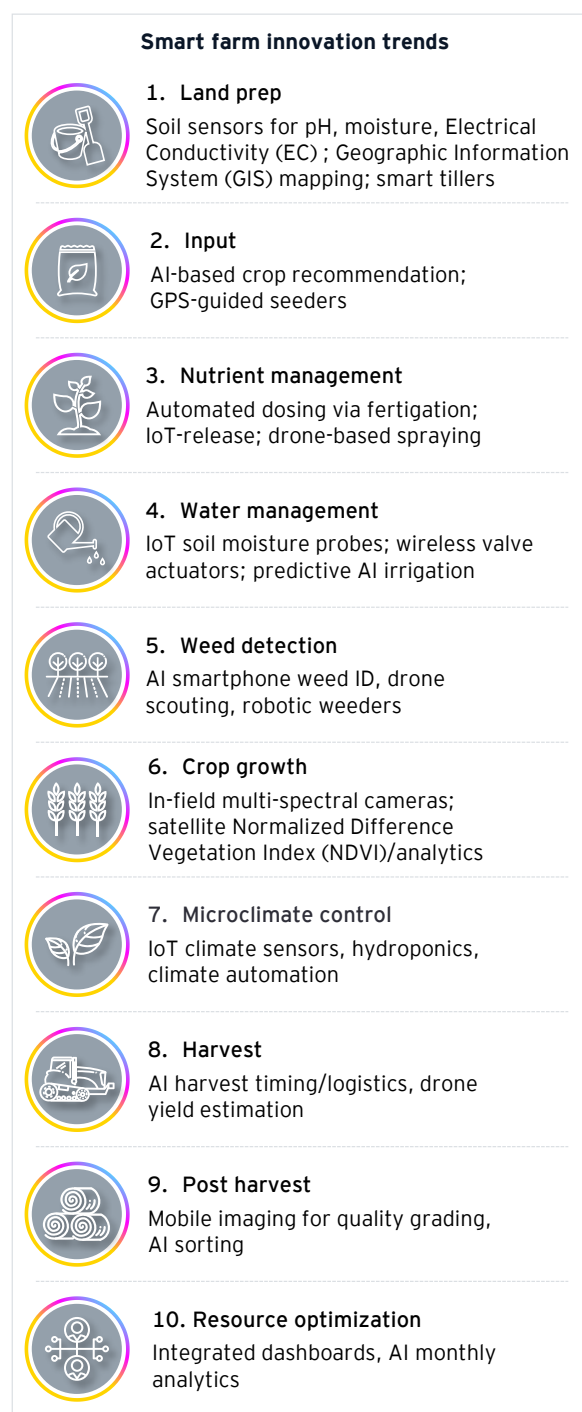 Smart farm innovation trends
1. Land prep
Soil sensors for pH, moisture, Electrical
Conductivity (EC) ; Geographic Information
System (GIS) mapping; smart tillers
2. Input
AI-based crop recommendation;
GPS-guided seeders
3. Nutrient management
Automated dosing via fertigation;
IoT-release; drone-based spraying
4. Water management
IoT soil moisture probes; wireless valve
actuators; predictive AI irrigation
5. Weed detection
AI smartphone weed ID, drone
scouting, robotic weeders
6. Crop growth
In-field multi-spectral cameras;
satellite Normalized Difference
Vegetation Index (NDVI)/analytics
7. Microclimate control
IoT climate sensors, hydroponics,
climate automation
8. Harvest
AI harvest timing/logistics, drone
yield estimation
9. Post harvest
Mobile imaging for quality grading,
AI sorting
10. Resource optimization
Integrated dashboards, AI monthly
analytics